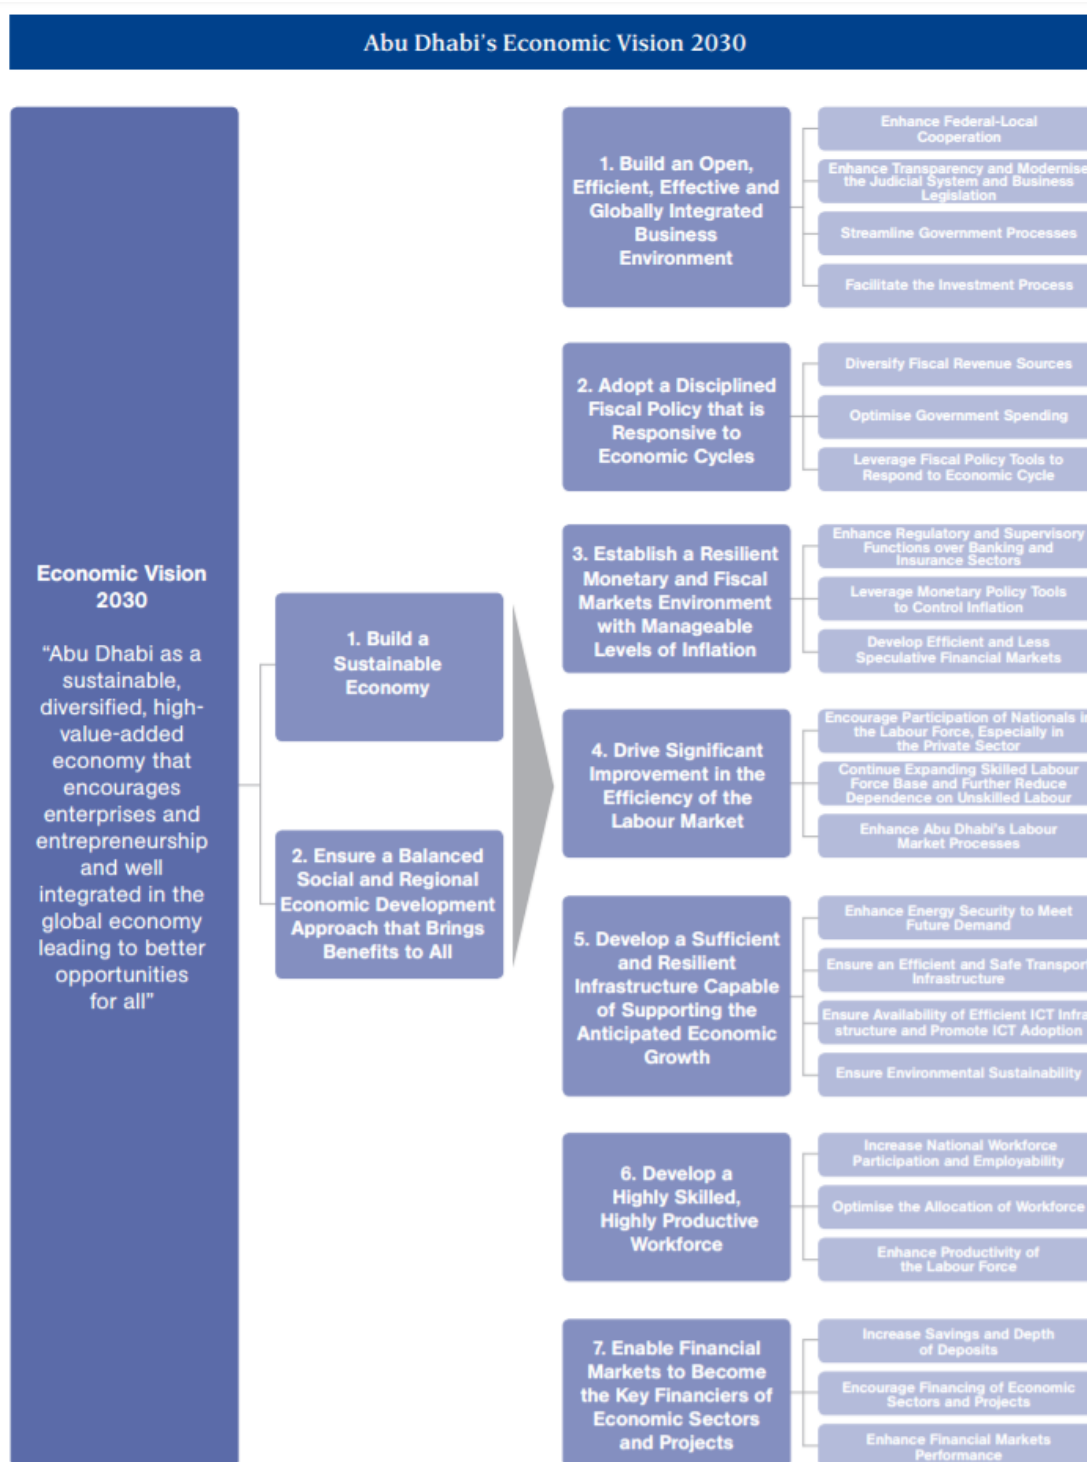 Abu Dhabi's Economic Vision 2030
Economic Vision
2030
“Abu Dhabi as a
sustainable,
diversified, high-
value-added
economy that
encourages
enterprises and
entrepreneurship
and well
integrated in the
global economy
leading to better
opportunities
for all”
1. Build a
Sustainable
Economy
2. Ensure a Balanced
Social and Regional
Economic Development
Approach that Brings
Benefits to All
1. Build an Open,
Efficient, Effective and
Globally Integrated
Business
Environment
Enhance Federal-Local
Cooperation
Enhance Transparency and Modernise
the Judicial System and Business
Legislation
Streamline Government Processes
Facilitate the Investment Process
2. Adopt a Disciplined
Fiscal Policy that is
Responsive to
Economic Cycles
Diversify Fiscal Revenue Sources
Optimise Government Spending
Leverage Fiscal Policy Tools to
Respond to Economic Cycle
3. Establish a Resilient
Monetary and Fiscal
Markets Environment
with Manageable
Levels of Inflation
Enhance Regulatory and Supervisory
Functions over Banking and
Insurance Sectors
Leverage Monetary Policy Tools
to Control Inflation
Develop Efficient and Less
Speculative Financial Markets
4. Drive Significant
Improvement in the
Efficiency of the
Labour Market
Encourage Participation of Nationals in
the Labour Force, Especially in
the Private Sector
Continue Expanding Skilled Labour
Force Base and Further Reduce
Dependence on Unskilled Labour
Enhance Abu Dhabi's Labour
Market Processes
5. Develop a Sufficient
and Resilient
Infrastructure Capable
of Supporting the
Anticipated Economic
Growth
Enhance Energy Security to Meet
Future Demand
Ensure an Efficient and Safe Transport
Infrastructure
Ensure Availability of Efficient ICT Infra
structure and Promote ICT Adoption
Ensure Environmental Sustainability
6. Develop a
Highly Skilled,
Highly Productive
Workforce
Increase National Workforce
Participation and Employability
Optimise the Allocation of Workforce
Enhance Productivity of
the Labour Force
7. Enable Financial
Markets to Become
the Key Financiers of
Economic Sectors
and Projects
Increase Savings and Depth
of Deposits
Encourage Financing of Economic
Sectors and Projects
Enhance Financial Markets
Performance